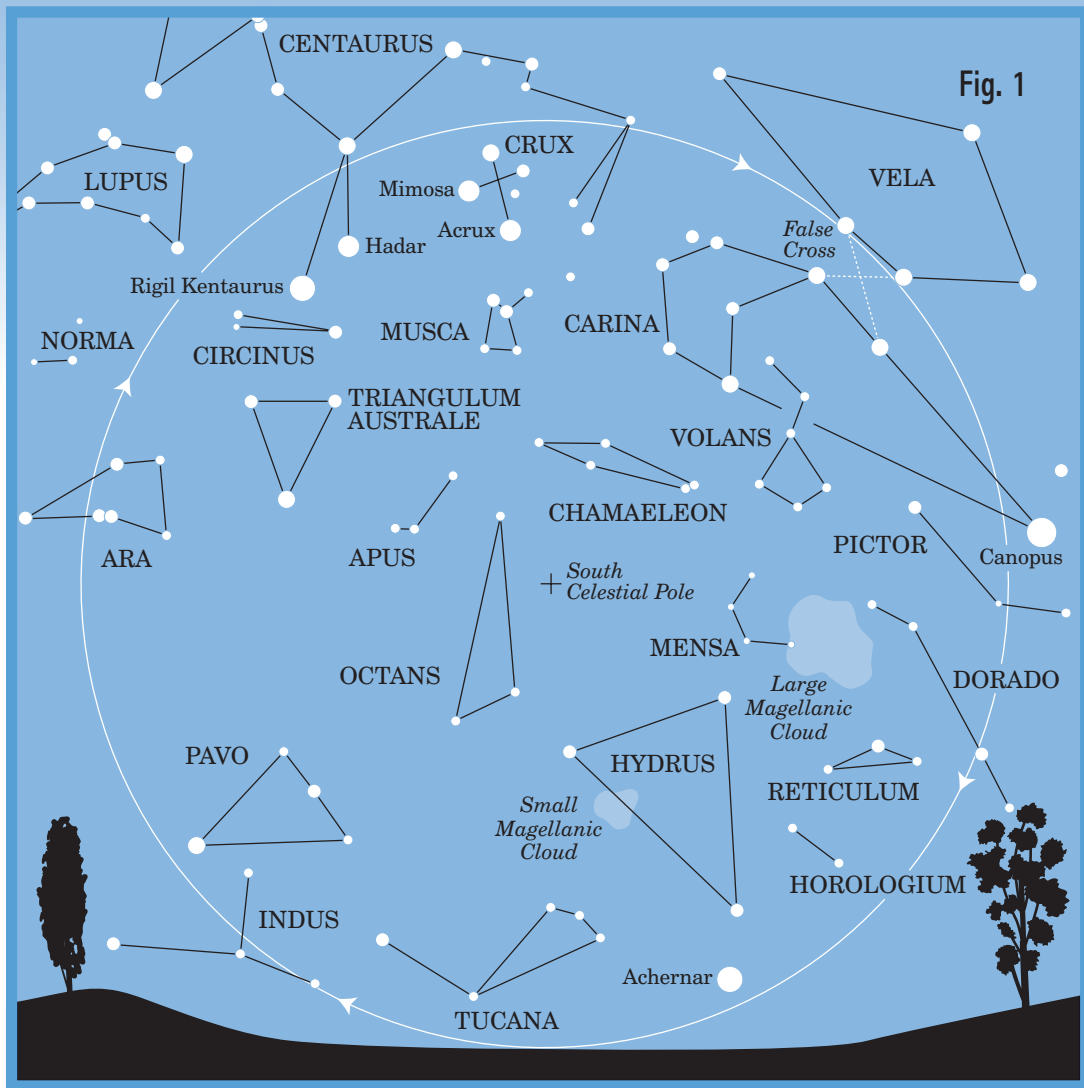 CENTAURUS
Fig. 1
CRUX
LUPUS
VELA
Mimosa
Acrux
Hadar
False
Cross
Rigil Kentaurus
NORMA
CIRCINUS
MUSCA
CARINA
TRIANGULUM
AUSTRALE
VOLANS
CHAMAELEON
PICTOR
ARA
APUS
Canopus
South
Celestial Pole
MENSA
OCTANS
DORADO
Large
Magellanic
Cloud
PAVO
HYDRUS
RETICULUM
Small
Magellanic
Cloud
HOROLOGIUM
INDUS
Achernar
TUCANA